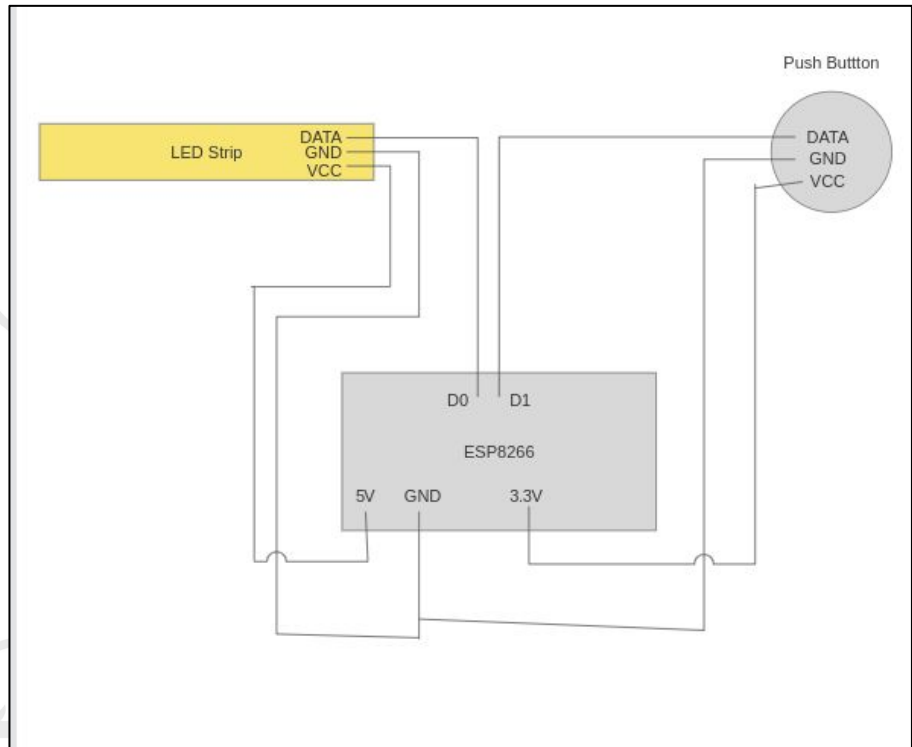 Push Buttton
LED Strip
DATA
GND
VCC
DATA
GND
VCC
D0
D1
ESP8266
5V
GND
3.3V